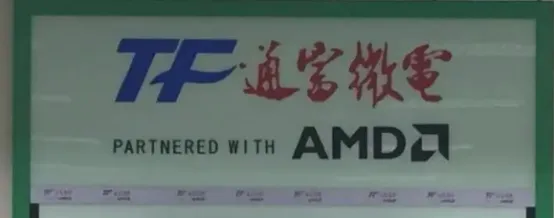 TF 通富微電
PARTNERED WITH AMD